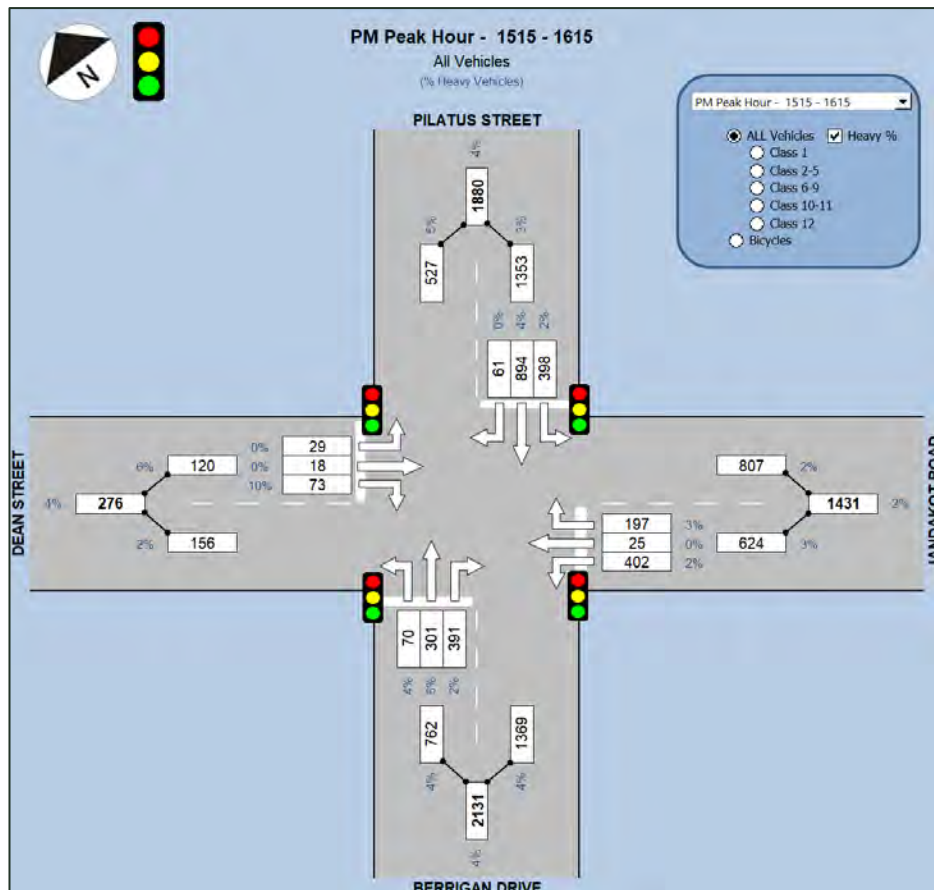 PM Peak Hour - 1515 - 1615
All Vehicles
(% Heavy Vehicles)
N
PM Peak Hour - 1515 - 1615
ALL Vehicles Heavy %
Class 1
Class 2-5
Class 6-9
Class 10-11
Class 12
Bicycles
PILATUS STREET
4%
1880
6% 3%
527 1353
0% 4% 2%
61 894 398
DEAN STREET
4% 276
6% 120
2% 156
0% 29
0% 18
10% 73
807 2%
1431 2%
624 3%
197 3%
25 0%
402 2%
JANDAKOT ROAD
70 301 391
4% 6% 2%
762 1369
4% 4%
2131
4%
BERRIGAN DRIVE